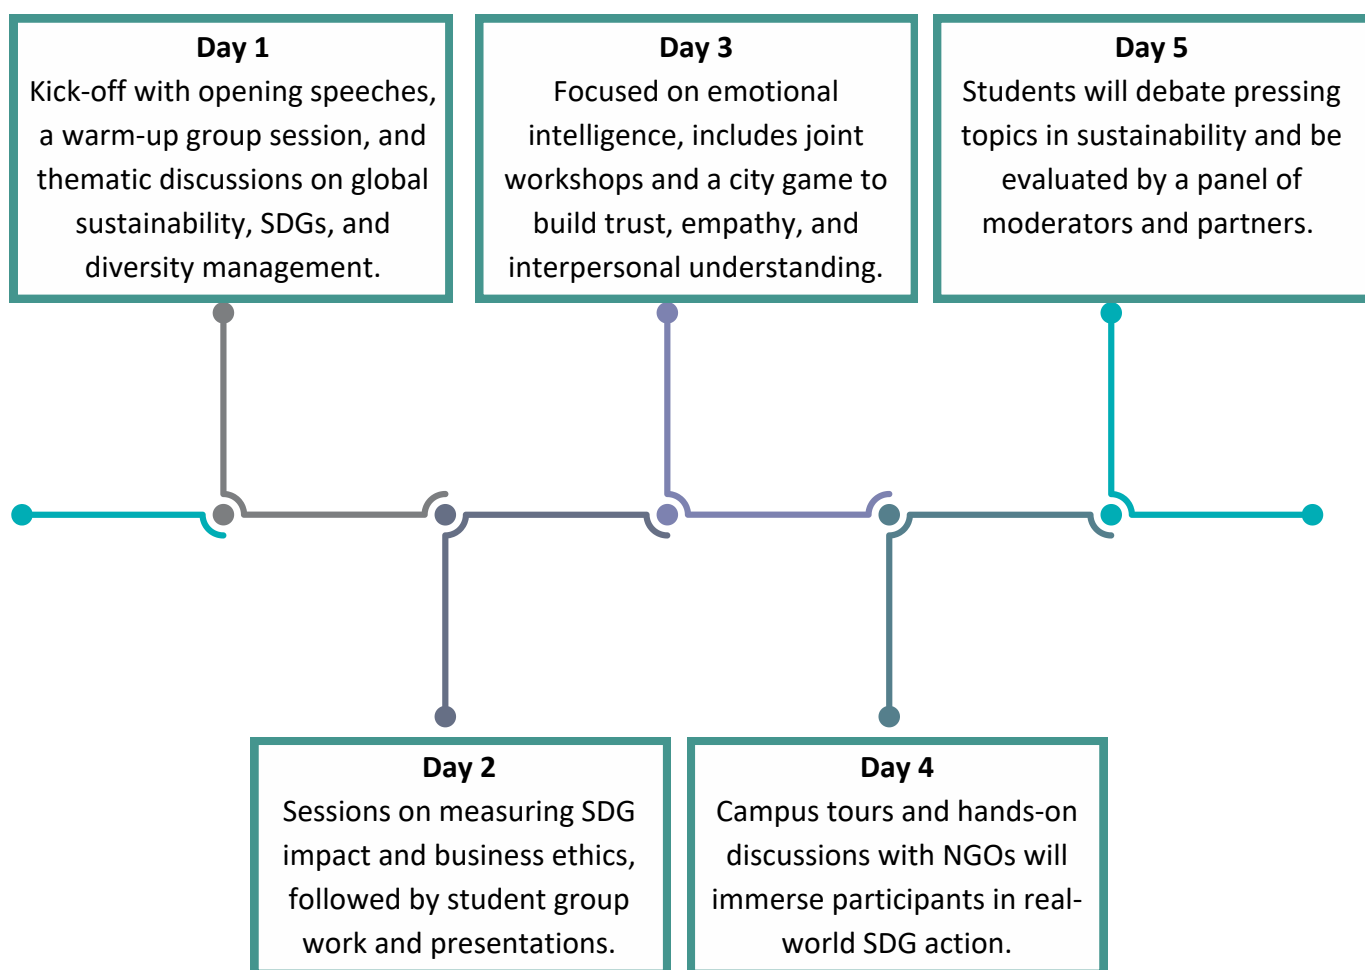 Day 1
Kick-off with opening speeches,
a warm-up group session, and
thematic discussions on global
sustainability, SDGs, and
diversity management.
Day 2
Sessions on measuring SDG
impact and business ethics,
followed by student group
work and presentations.
Day 3
Focused on emotional
intelligence, includes joint
workshops and a city game to
build trust, empathy, and
interpersonal understanding.
Day 4
Campus tours and hands-on
discussions with NGOs will
immerse participants in real-
world SDG action.
Day 5
Students will debate pressing
topics in sustainability and be
evaluated by a panel of
moderators and partners.